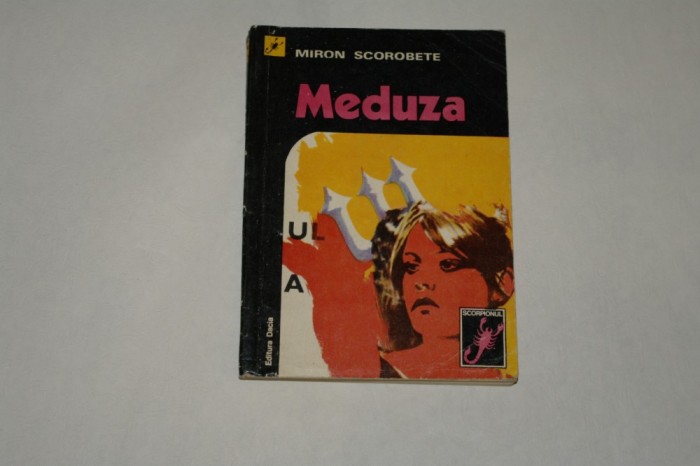 MIRON SCOROBETE
Meduza
UL
A
SCORPIONUL
Editura Dacia